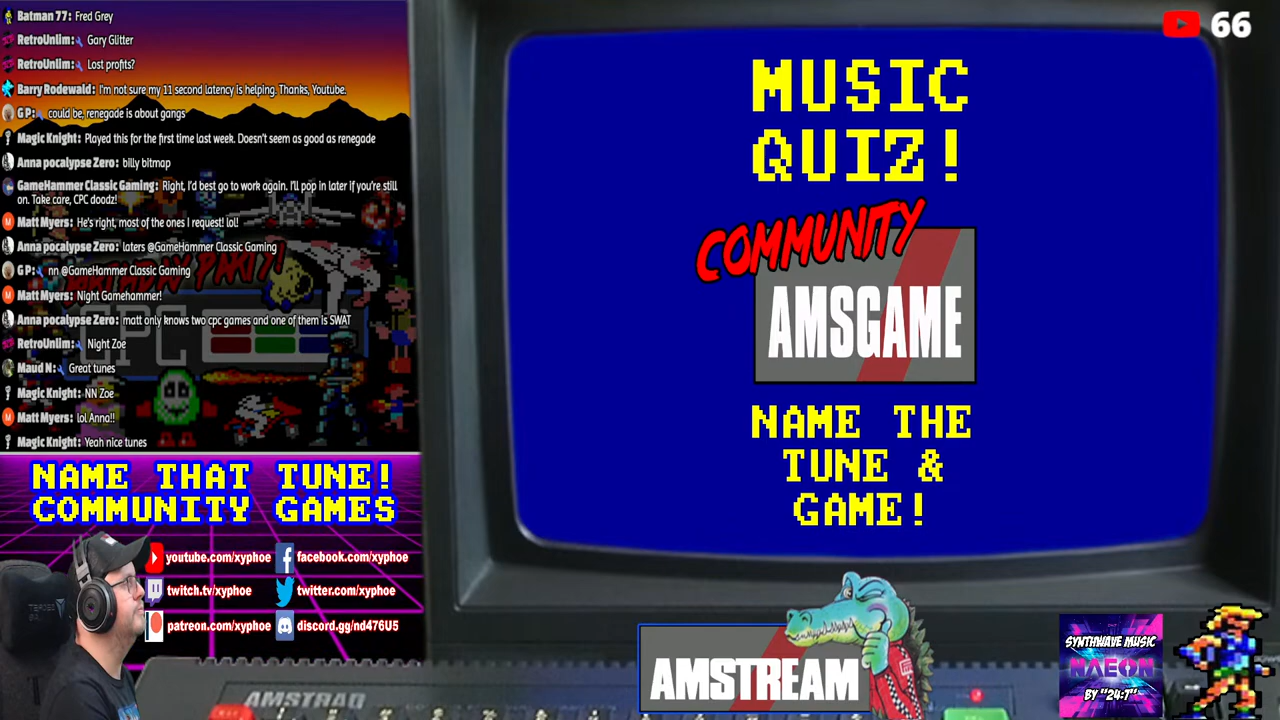 Batman 77: Fred Grey
RetroUnlim: Gary Glitter
RetroUnlim: Lost profits?
Barry Rodewald: I'm not sure my 11 second latency is helping. Thanks, Youtube.
G P: could be, renegade is about gangs
Magic Knight: Played this for the first time last week. Doesn't seem as good as renegade
Anna pocalypse Zero: billy bitmap
GameHammer Classic Gaming: Right, I'd best go to work again. I'll pop in later if you're still
on. Take care, CPC doodz!
Matt Myers: He's right, most of the ones I request! lol!
Anna pocalypse Zero: laters @GameHammer Classic Gaming
G P: nn @GameHammer Classic Gaming
Matt Myers: Night Gamehammer!
Anna pocalypse Zero: matt only knows two cpc games and one of them is SWAT
RetroUnlim: Night Zoe
Maud N: Great tunes
Magic Knight: NN Zoe
Matt Myers: lol Anna!!
Magic Knight: Yeah nice tunes
PARTY!
CPC
NAME THAT TUNE!
COMMUNITY GAMES
youtube.com/xyphoe
facebook.com/xyphoe
twitch.tv/xyphoe
twitter.com/xyphoe
patreon.com/xyphoe
discord.gg/nd476U5
66
MUSIC
QUIZ!
COMMUNITY
AMSGAME
NAME THE
TUNE &
GAME!
AMSTRAD
AMSTREAM
SYNTHWAVE MUSIC
NAEON
BY "24:7"